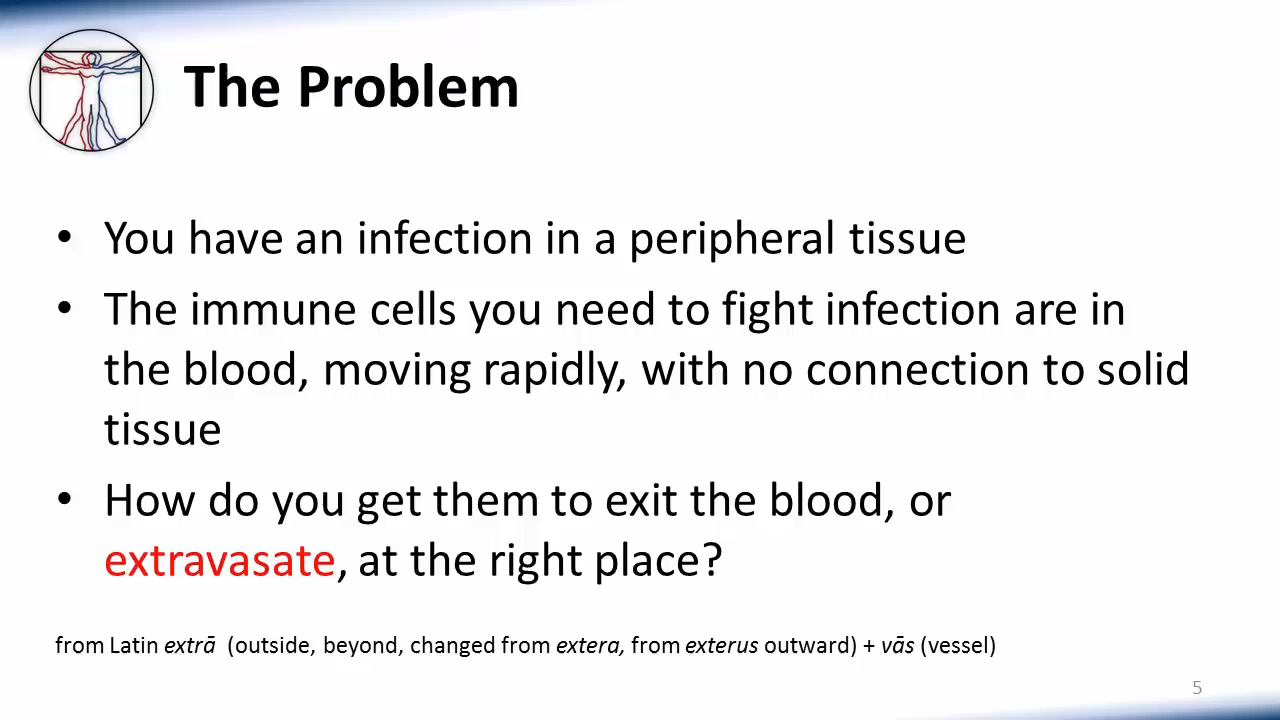 The Problem
• You have an infection in a peripheral tissue
• The immune cells you need to fight infection are in
the blood, moving rapidly, with no connection to solid
tissue
• How do you get them to exit the blood, or
extravasate, at the right place?
from Latin extrā (outside, beyond, changed from extera, from exterus outward) + vās (vessel)
5